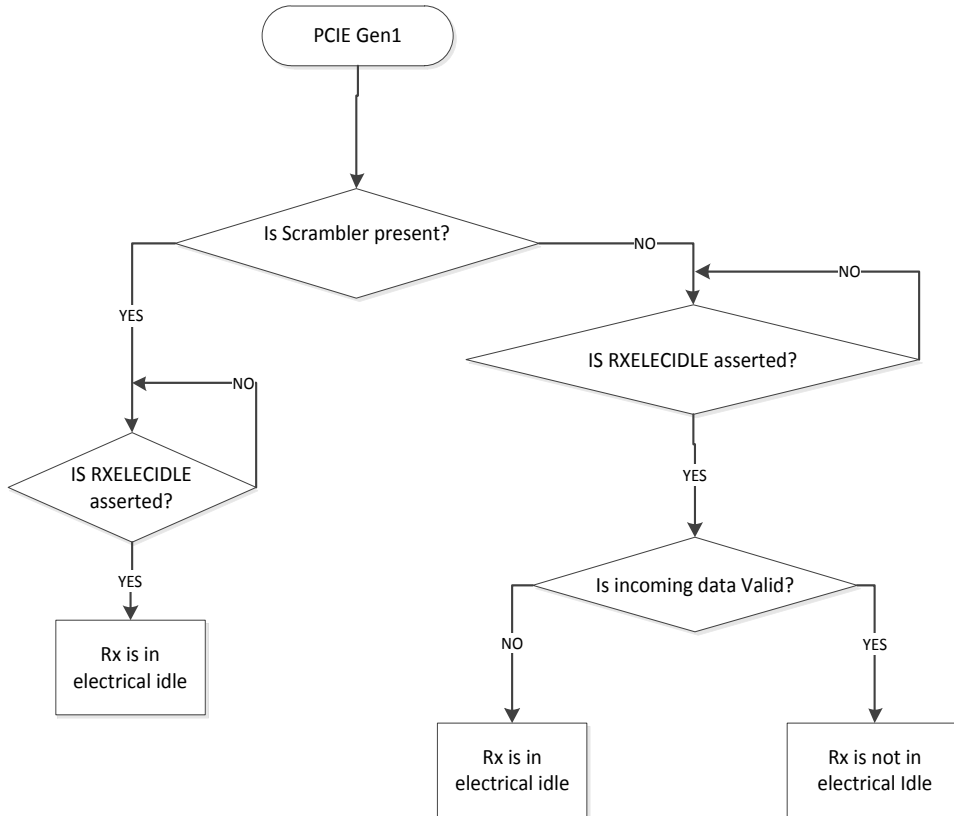 PCIE Gen1
Is Scrambler present?
NO
NO
YES
IS RXELECIDLE asserted?
NO
IS RXELECIDLE
asserted?
YES
YES
Is incoming data Valid?
NO
YES
Rx is in
electrical idle
Rx is in
electrical idle
Rx is not in
electrical Idle